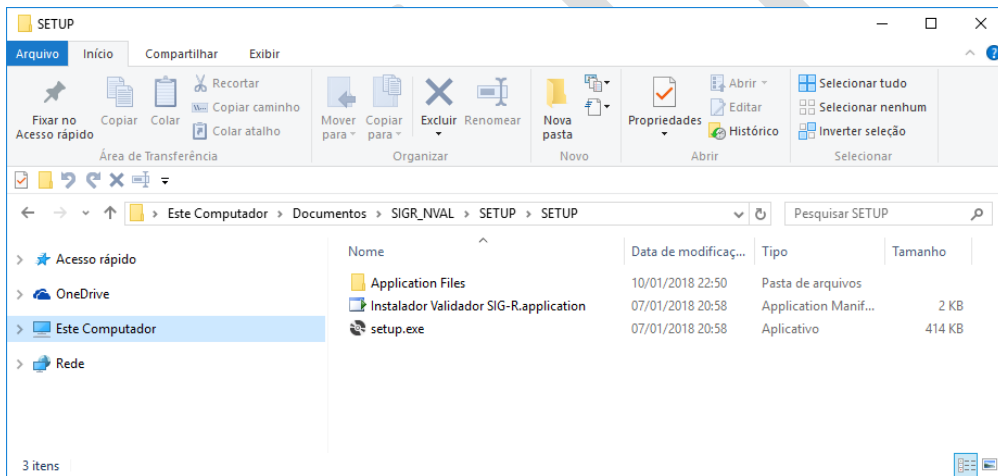 SETUP
Arquivo Início Compartilhar Exibir
Fixar no Acesso rápido
Copiar
Colar
Recortar
Copiar caminho
Colar atalho
Área de Transferência
Mover para
Copiar para
Excluir
Renomear
Organizar
Nova pasta
Novo
Propriedades
Abrir
Editar
Histórico
Abrir
Selecionar tudo
Selecionar nenhum
Inverter seleção
Selecionar
Este Computador > Documentos > SIGR_NVAL > SETUP > SETUP
Pesquisar SETUP
Acesso rápido
OneDrive
Este Computador
Rede
Nome Data de modificaç... Tipo Tamanho
Application Files 10/01/2018 22:50 Pasta de arquivos
Instalador Validador SIG-R.application 07/01/2018 20:58 Application Manif... 2 KB
setup.exe 07/01/2018 20:58 Aplicativo 414 KB
3 itens